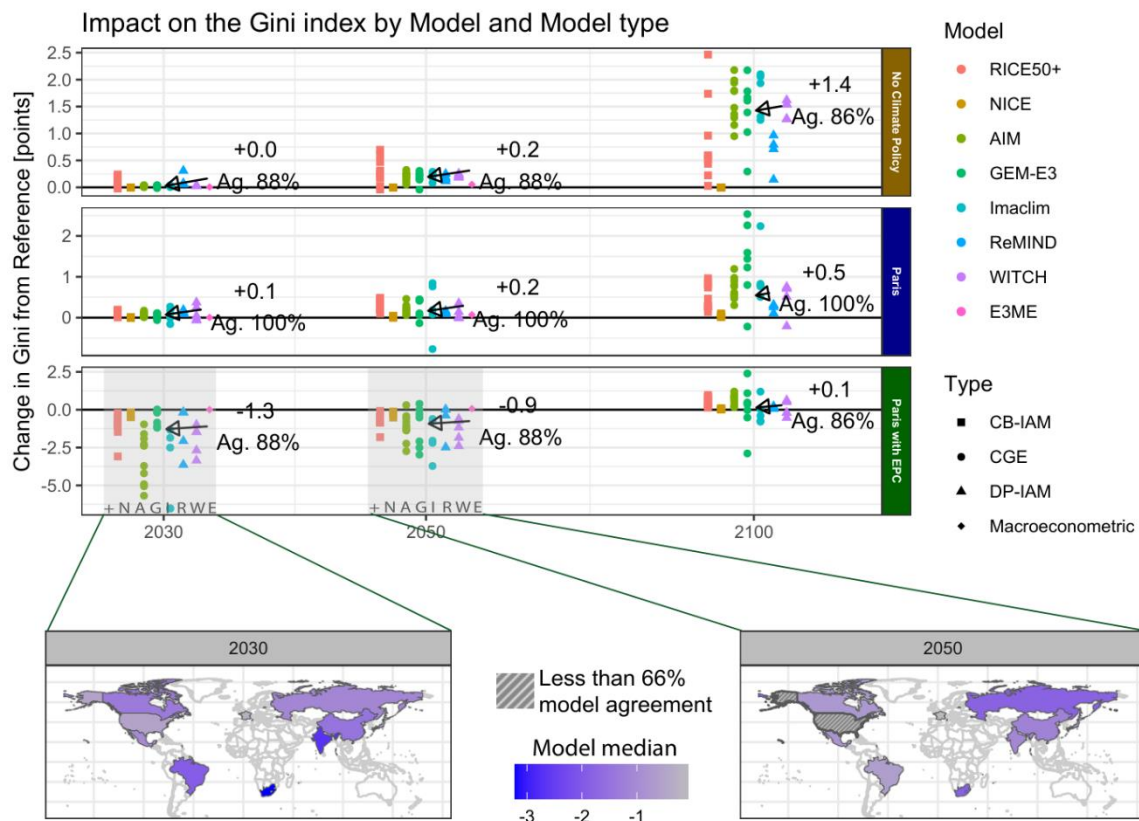 Impact on the Gini index by Model and Model type
Change in Gini from Reference [points]
2.5
2.0
1.5
1.0
0.5
0.0
+0.0
Ag. 88%
+0.2
Ag. 88%
+1.4
Ag. 86%
No Climate Policy
2
1
0
+0.1
Ag. 100%
+0.2
Ag. 100%
+0.5
Ag. 100%
Paris
2.5
0.0
-2.5
-5.0
-1.3
Ag. 88%
-0.9
Ag. 88%
+0.1
Ag. 86%
Paris with EPC
+ N A G I R W E
+ N A G I R W E
2030
2050
2100
Model
RICE50+
NICE
AIM
GEM-E3
Imaclim
ReMIND
WITCH
E3ME
Type
CB-IAM
CGE
DP-IAM
Macroeconometric
2030
Less than 66%
model agreement
Model median
-3
-2
-1
2050